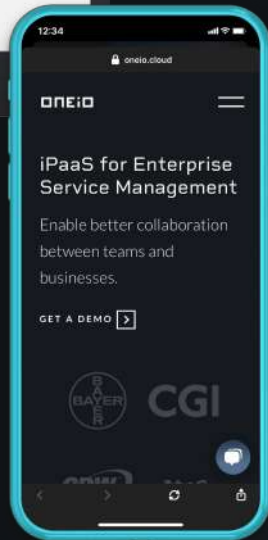 12:34
oneio.cloud
ONEiO
iPaaS for Enterprise
Service Management
Enable better collaboration
between teams and
businesses.
GET A DEMO
BAYER
BAYER
CGI